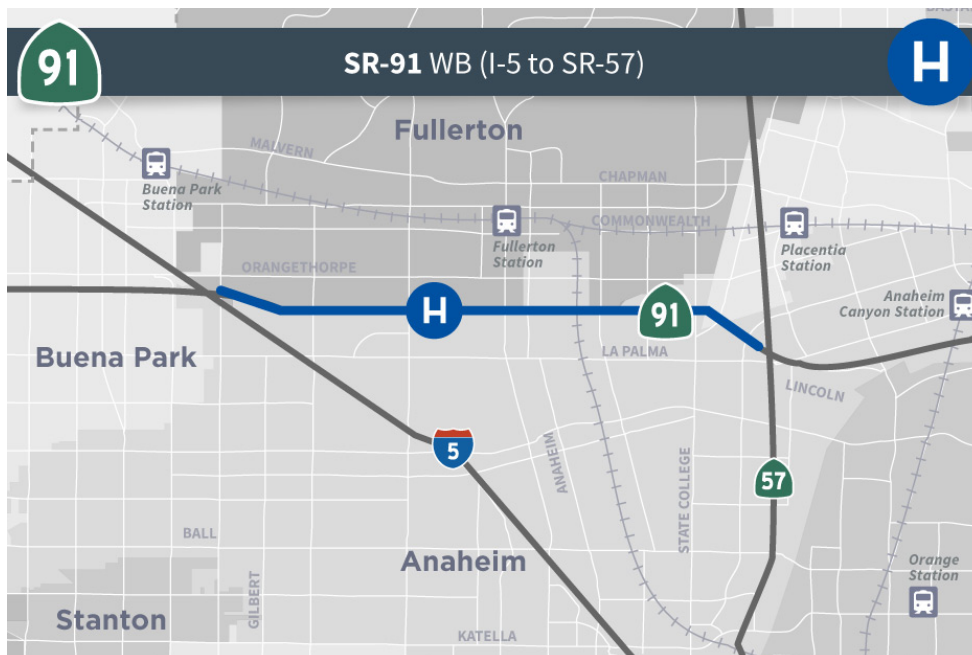 91
SR-91 WB (I-5 to SR-57)
H
Fullerton
MALVERN
CHAPMAN
Buena Park
Station
COMMONWEALTH
Fullerton
Station
Placentia
Station
ORANGETHORPE
Anaheim
Canyon Station
H
91
Buena Park
LA PALMA
LINCOLN
5
ANAHEIM
STATE COLLEGE
57
BALL
Anaheim
Orange
Station
GILBERT
Stanton
KATELLA